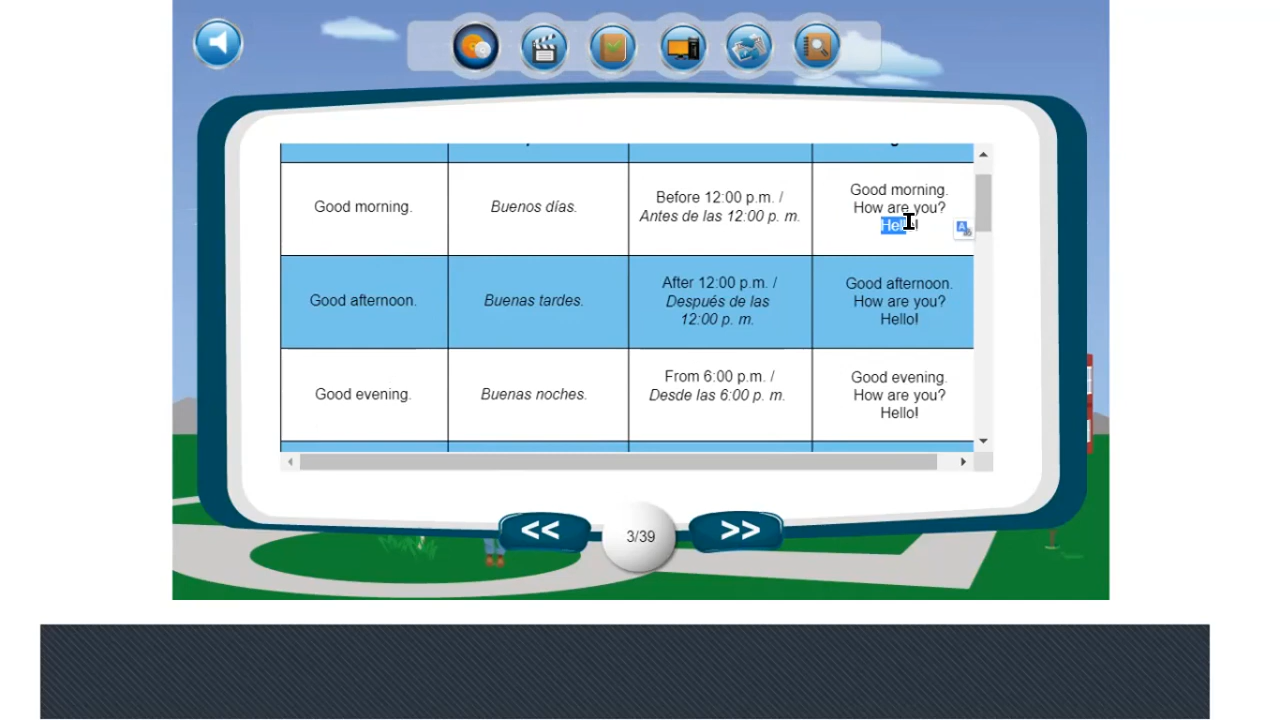 Good morning.
Buenos días.
Before 12:00 p.m. /
Antes de las 12:00 p. m.
Good morning.
How are you?
Hello!
Good afternoon.
Buenas tardes.
After 12:00 p.m. /
Después de las
12:00 p. m.
Good afternoon.
How are you?
Hello!
Good evening.
Buenas noches.
From 6:00 p.m. /
Desde las 6:00 p. m.
Good evening.
How are you?
Hello!
<< 3/39 >>